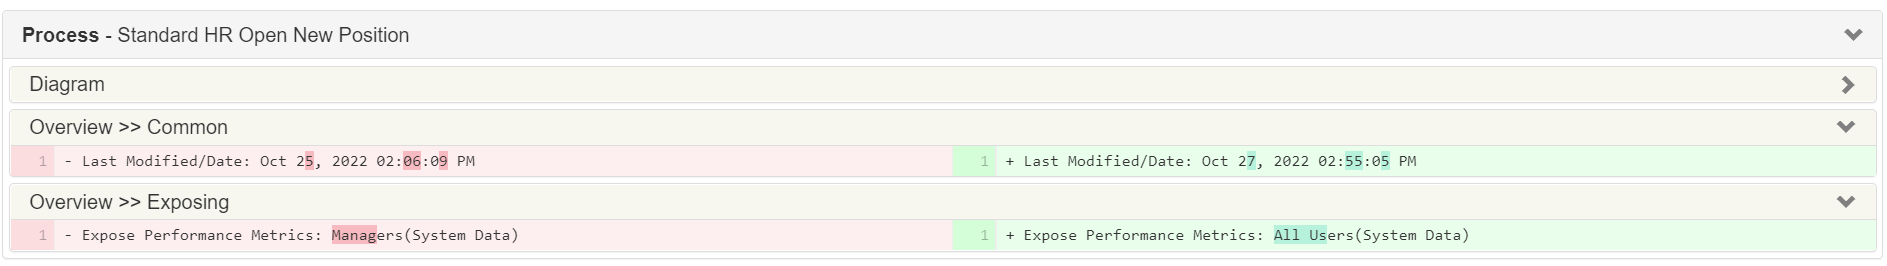 Process - Standard HR Open New Position
Diagram
Overview >> Common
1 - Last Modified/Date: Oct 25, 2022 02:06:09 PM
1 + Last Modified/Date: Oct 27, 2022 02:55:05 PM
Overview >> Exposing
1 - Expose Performance Metrics: Managers(System Data)
1 + Expose Performance Metrics: All Users(System Data)